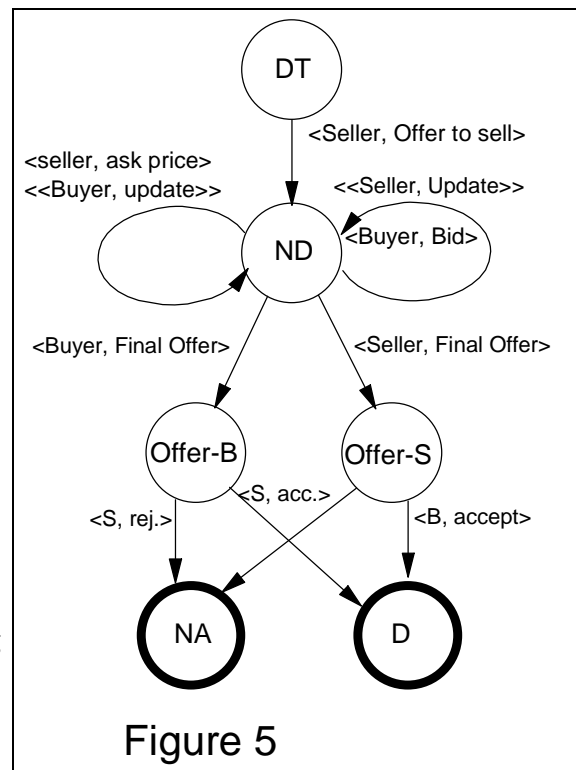 DT
<Seller, Offer to sell>
<seller, ask price>
<<Buyer, update>>
<<Seller, Update>>
<Buyer, Bid>
ND
<Buyer, Final Offer>
<Seller, Final Offer>
Offer-B
Offer-S
<S, acc.>
<S, rej.>
<B, accept>
NA
D
Figure 5